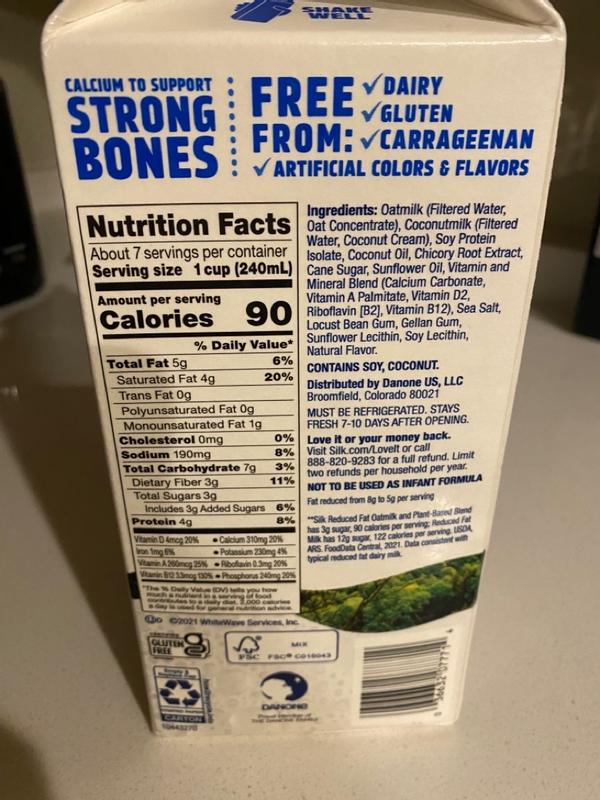 SHAKE
WELL
CALCIUM TO SUPPORT
STRONG
BONES
FREE
FROM:
✓DAIRY
✓GLUTEN
✓CARRAGEENAN
✓ARTIFICIAL COLORS & FLAVORS
Nutrition Facts
About 7 servings per container
Serving size 1 cup (240mL)
Amount per serving
Calories 90
% Daily Value*
Total Fat 5g 6%
Saturated Fat 4g 20%
Trans Fat 0g
Polyunsaturated Fat 0g
Monounsaturated Fat 1g
Cholesterol 0mg 0%
Sodium 190mg 8%
Total Carbohydrate 7g 3%
Dietary Fiber 3g 11%
Total Sugars 3g
Includes 3g Added Sugars 6%
Protein 4g 8%
Vitamin D 4mcg 20% • Calcium 310mg 20%
Iron 1mg 6% • Potassium 230mg 4%
Vitamin A 260mcg 25% • Riboflavin 0.3mg 20%
Vitamin B12 3.3mcg 130% • Phosphorus 240mg 20%
*The % Daily Value (DV) tells you how
much a nutrient in a serving of food
contributes to a daily diet. 2,000 calories
a day is used for general nutrition advice.
Ingredients: Oatmilk (Filtered Water,
Oat Concentrate), Coconutmilk (Filtered
Water, Coconut Cream), Soy Protein
Isolate, Coconut Oil, Chicory Root Extract,
Cane Sugar, Sunflower Oil, Vitamin and
Mineral Blend (Calcium Carbonate,
Vitamin A Palmitate, Vitamin D2,
Riboflavin [B2], Vitamin B12), Sea Salt,
Locust Bean Gum, Gellan Gum,
Sunflower Lecithin, Soy Lecithin,
Natural Flavor.
CONTAINS SOY, COCONUT.
Distributed by Danone US, LLC
Broomfield, Colorado 80021
MUST BE REFRIGERATED. STAYS
FRESH 7-10 DAYS AFTER OPENING.
Love it or your money back.
Visit Silk.com/LoveIt or call
888-820-9283 for a full refund. Limit
two refunds per household per year.
NOT TO BE USED AS INFANT FORMULA
Fat reduced from 8g to 5g per serving
**Silk Reduced Fat Oatmilk and Plant-Based Blend
has 3g sugar, 90 calories per serving; Reduced Fat
Milk has 12g sugar, 122 calories per serving. USDA,
ARS. FoodData Central, 2021. Data consistent with
typical reduced fat dairy milk.
©2021 WhiteWave Services, Inc.
CERTIFIED
GLUTEN
FREE
FSC
MIX
FSC® C016043
CARTON
10443270
DANONE
Proud Member of
THE DANONE FAMILY